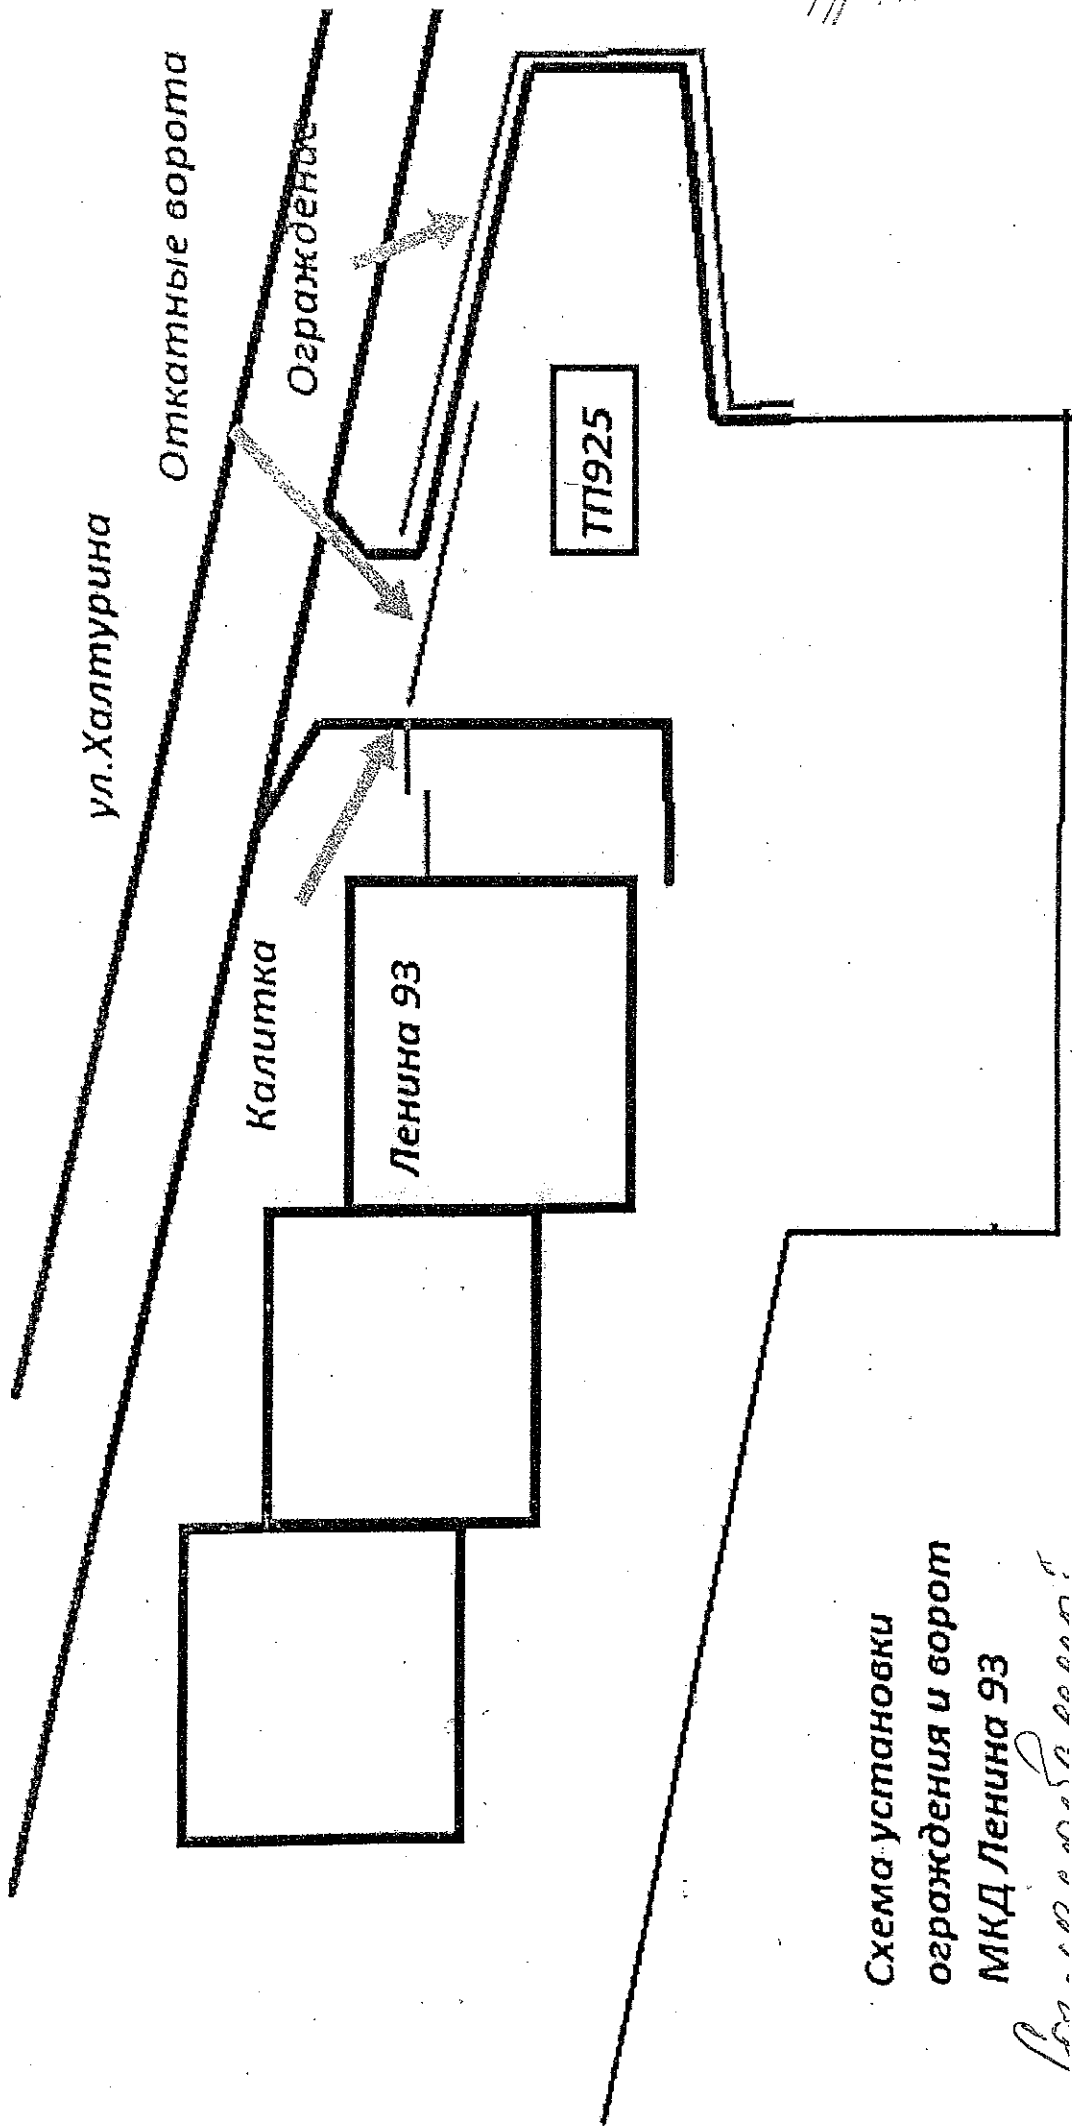 ул.Халтурина
Откатные ворота
Ограждение
Калитка
Ленина 93
ТП925
Схема установки
ограждения и ворот
МКД Ленина 93